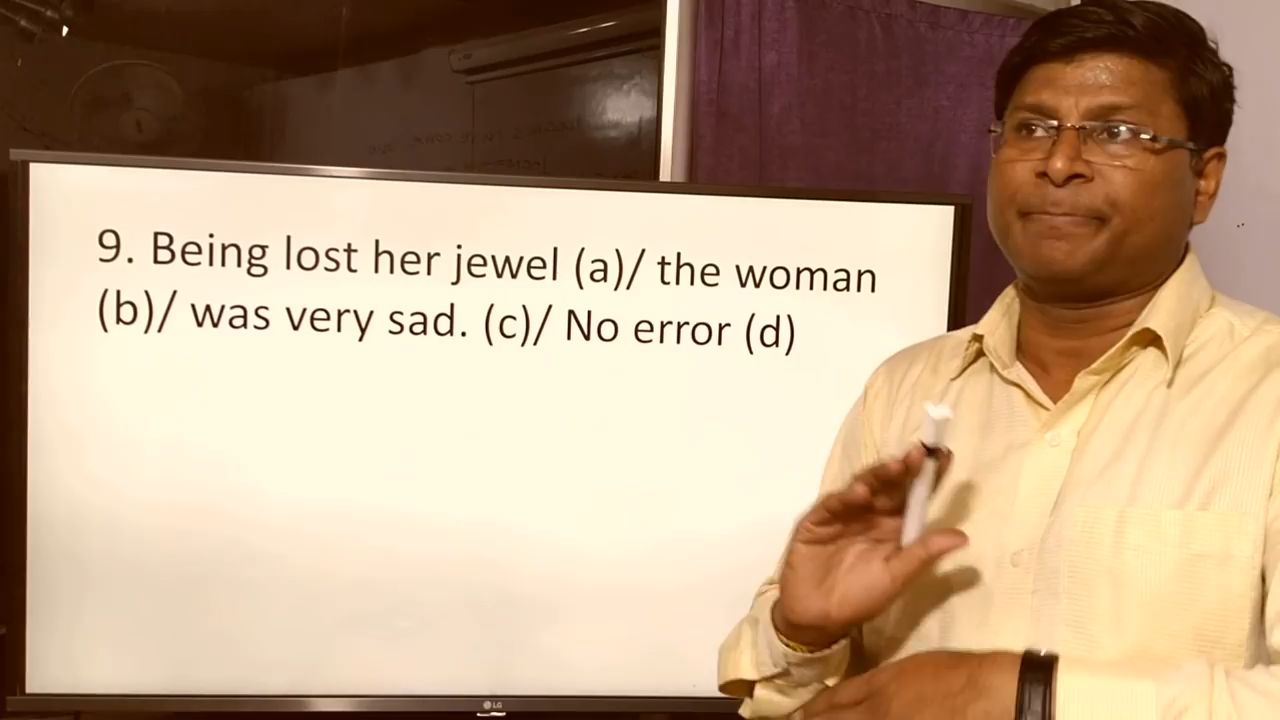 9. Being lost her jewel (a)/ the woman
(b)/ was very sad. (c)/ No error (d)
LG